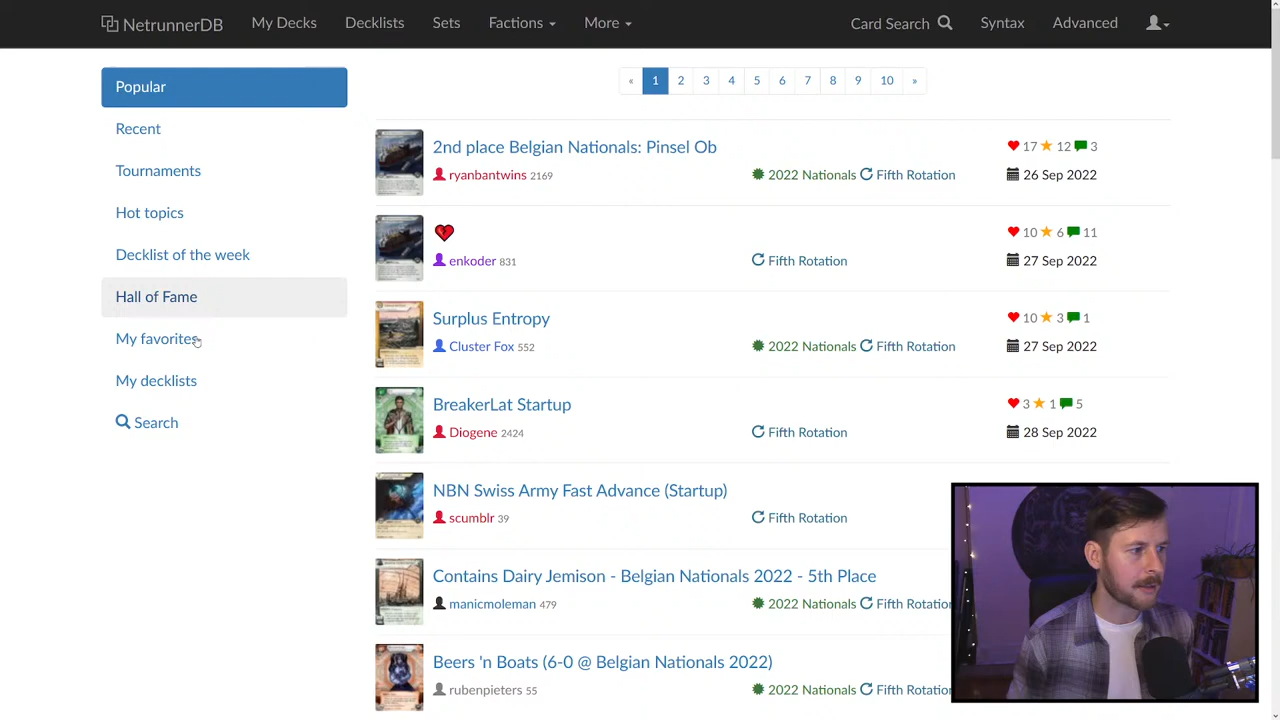 NetrunnerDB My Decks Decklists Sets Factions More Card Search Syntax Advanced
Popular
Recent
Tournaments
Hot topics
Decklist of the week
Hall of Fame
My favorites
My decklists
Search
« 1 2 3 4 5 6 7 8 9 10 »
2nd place Belgian Nationals: Pinsel Ob 17 12 3
ryanbantwins 2169 2022 Nationals Fifth Rotation 26 Sep 2022
10 6 11
enkoder 831 Fifth Rotation 27 Sep 2022
Surplus Entropy 10 3 1
Cluster Fox 552 2022 Nationals Fifth Rotation 27 Sep 2022
BreakerLat Startup 3 1 5
Diogene 2424 Fifth Rotation 28 Sep 2022
NBN Swiss Army Fast Advance (Startup)
scumblr 39 Fifth Rotation
Contains Dairy Jemison - Belgian Nationals 2022 - 5th Place
manicmoleman 479 2022 Nationals Fifth Rotation
Beers 'n Boats (6-0 @ Belgian Nationals 2022)
rubenpieters 55 2022 Nationals Fifth Rotation